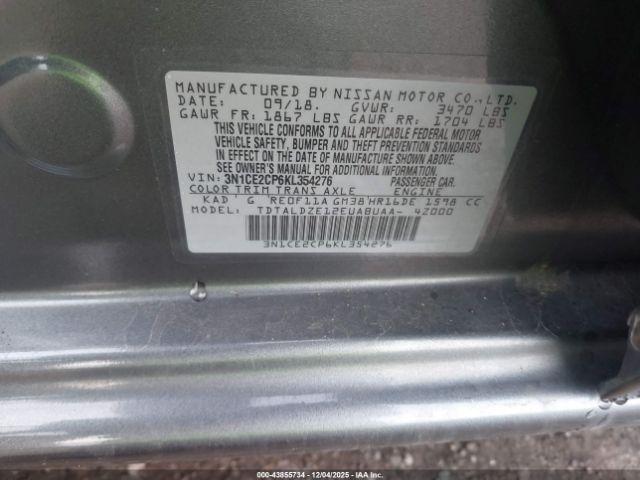 MANUFACTURED BY NISSAN MOTOR CO., LTD.
DATE: 09/18. GVWR: 3470 LBS
GAWR FR: 1867 LBS GAWR RR: 1704 LBS
THIS VEHICLE CONFORMS TO ALL APPLICABLE FEDERAL MOTOR
VEHICLE SAFETY, BUMPER AND THEFT PREVENTION STANDARDS
IN EFFECT ON THE DATE OF MANUFACTURE SHOWN ABOVE.
SEE OWNER'S MANUAL FOR ADDITIONAL INFORMATION.
VIN: 3N1CE2CP6KL354276 PASSENGER CAR.
COLOR TRIM TRANS AXLE ENGINE
KAD G RE0F11A GM38 HR16DE 1598 CC
MODEL: TDTALDZE12EUA8UAA- 42000
3N1CE2CP6KL354276
00-43855734 - 12/04/2025 - IAAI, Inc.